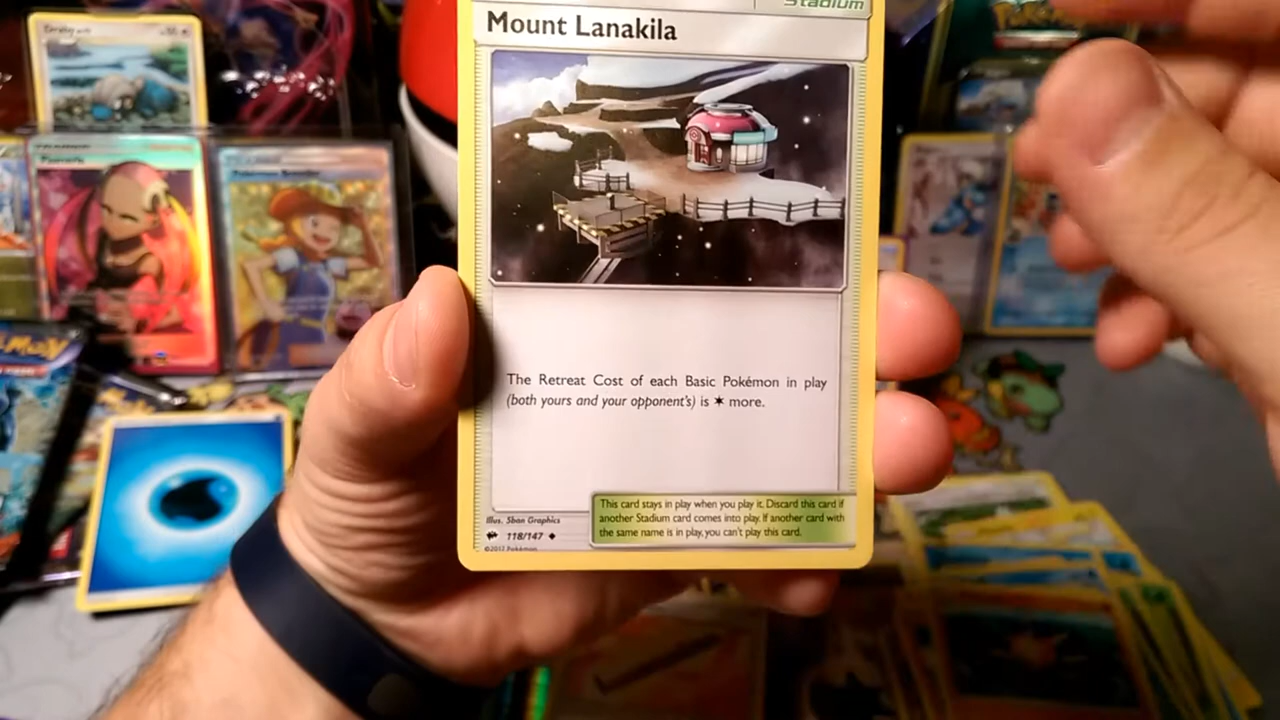 Stadium
Mount Lanakila
The Retreat Cost of each Basic Pokémon in play
(both yours and your opponent's) is ✶ more.
This card stays in play when you play it. Discard this card if
another Stadium card comes into play. If another card with
the same name is in play, you can't play this card.
Illus. Sban Graphics
118/147 ◆
©2017 Pokémon